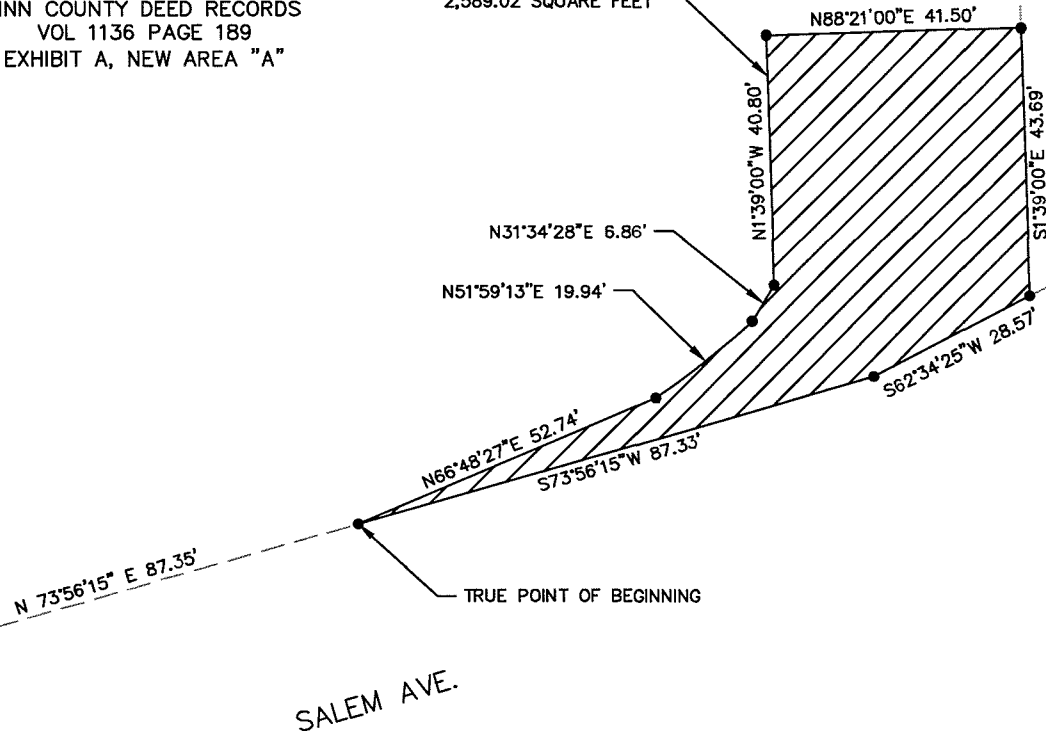 INN COUNTY DEED RECORDS
VOL 1136 PAGE 189
EXHIBIT A, NEW AREA "A"
2,589.02 SQUARE FEET
N88°21'00"E 41.50'
N1°39'00"W 40.80'
S1°39'00"E 43.69'
N31°34'28"E 6.86'
N51°59'13"E 19.94'
S62°34'25"W 28.57'
N66°48'27"E 52.74'
S73°56'15"W 87.33'
N 73°56'15" E 87.35'
TRUE POINT OF BEGINNING
SALEM AVE.